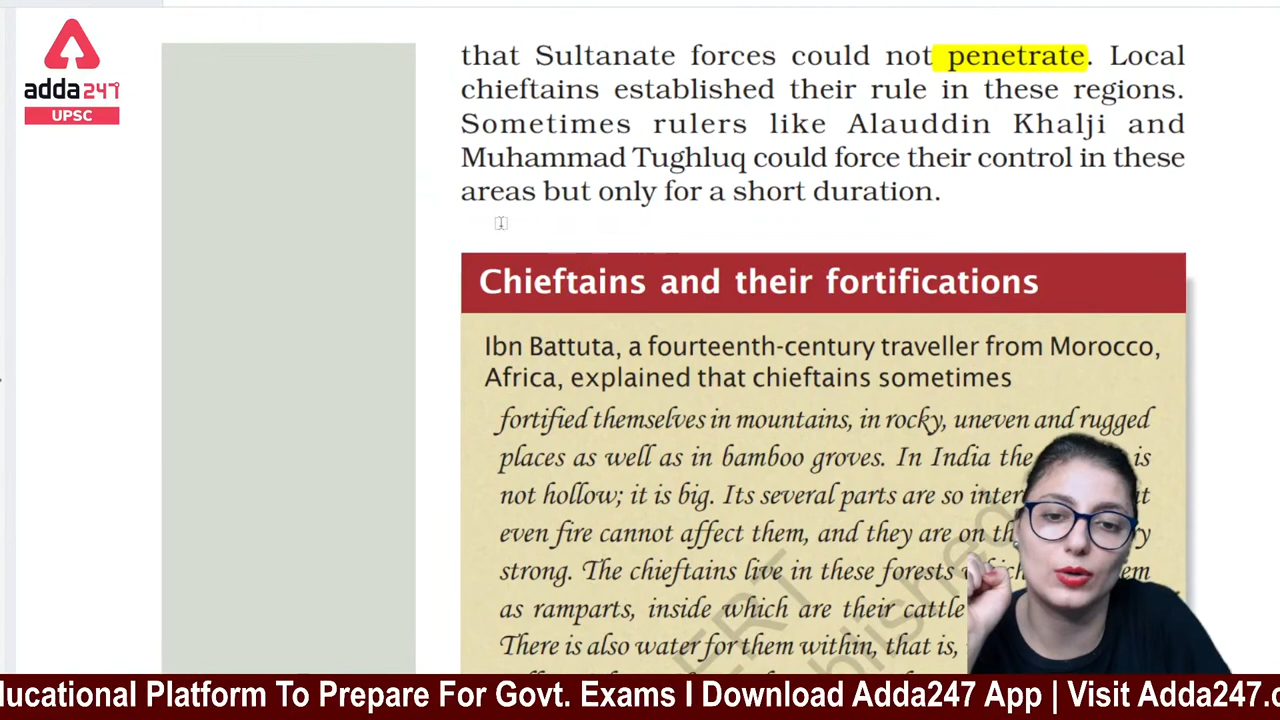 that Sultanate forces could not penetrate. Local
chieftains established their rule in these regions.
Sometimes rulers like Alauddin Khalji and
Muhammad Tughluq could force their control in these
areas but only for a short duration.
adda247
UPSC
Chieftains and their fortifications
Ibn Battuta, a fourteenth-century traveller from Morocco,
Africa, explained that chieftains sometimes
fortified themselves in mountains, in rocky, uneven and rugged
places as well as in bamboo groves. In India the is
not hollow; it is big. Its several parts are so
even fire cannot affect them, and they are on
strong. The chieftains live in these forests
as ramparts, inside which are their cattle
There is also water for them within, that is,
ducational Platform To Prepare For Govt. Exams I Download Adda247 App | Visit Adda247.c